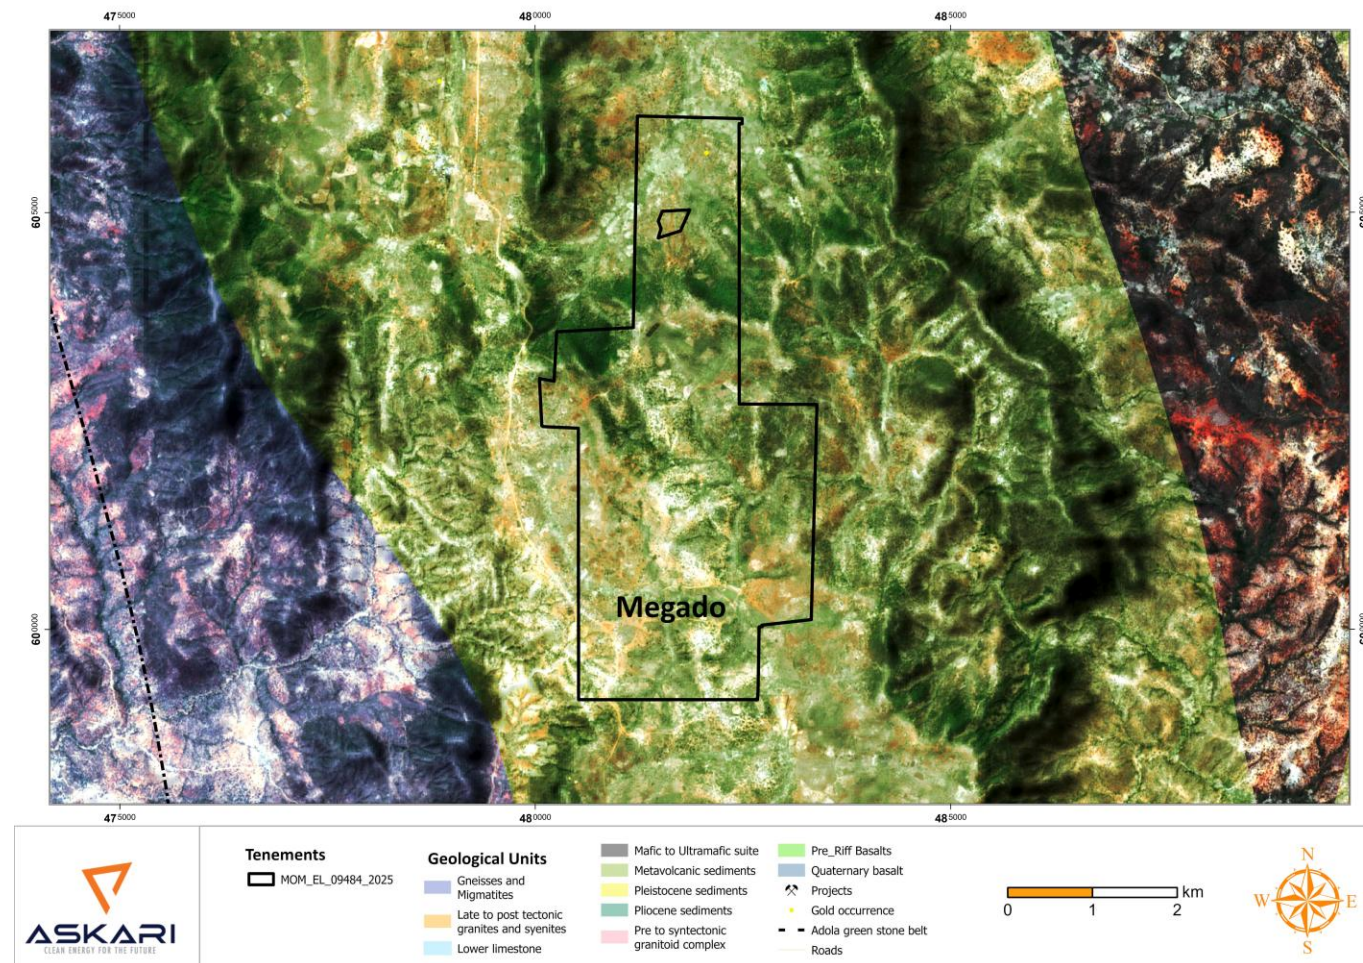 475000 480000 485000
605000 605000
Megado
600000 600000
475000 480000 485000
ASKARI
CLEAN ENERGY FOR THE FUTURE
Tenements
MOM_EL_09484_2025
Geological Units
Gneisses and
Migmatites
Late to post tectonic
granites and syenites
Lower limestone
Mafic to Ultramafic suite
Metavolcanic sediments
Pleistocene sediments
Pliocene sediments
Pre to syntectonic
granitoid complex
Pre_Riff Basalts
Quaternary basalt
Projects
Gold occurrence
Adola green stone belt
Roads
km
0 1 2
N
W E
S